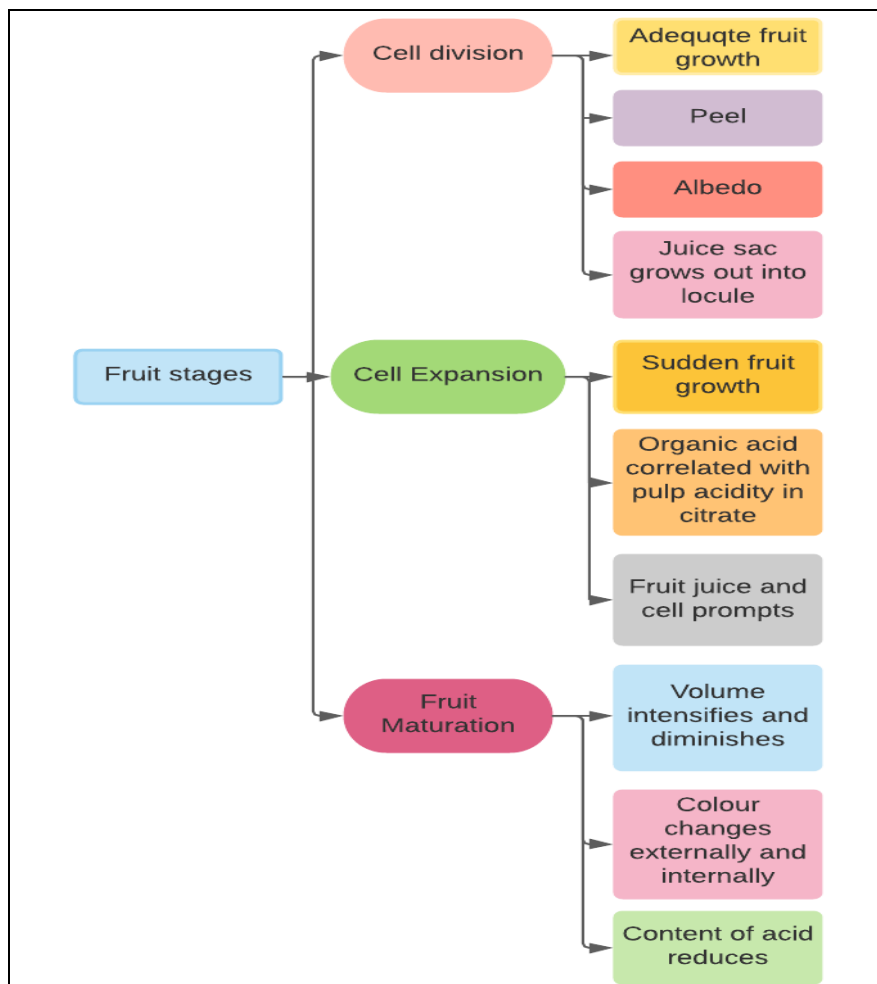 Cell division
Adequqte fruit
growth
Peel
Albedo
Juice sac
grows out into
locule
Fruit stages
Cell Expansion
Sudden fruit
growth
Organic acid
correlated with
pulp acidity in
citrate
Fruit juice and
cell prompts
Fruit
Maturation
Volume
intensifies and
diminishes
Colour
changes
externally and
internally
Content of acid
reduces